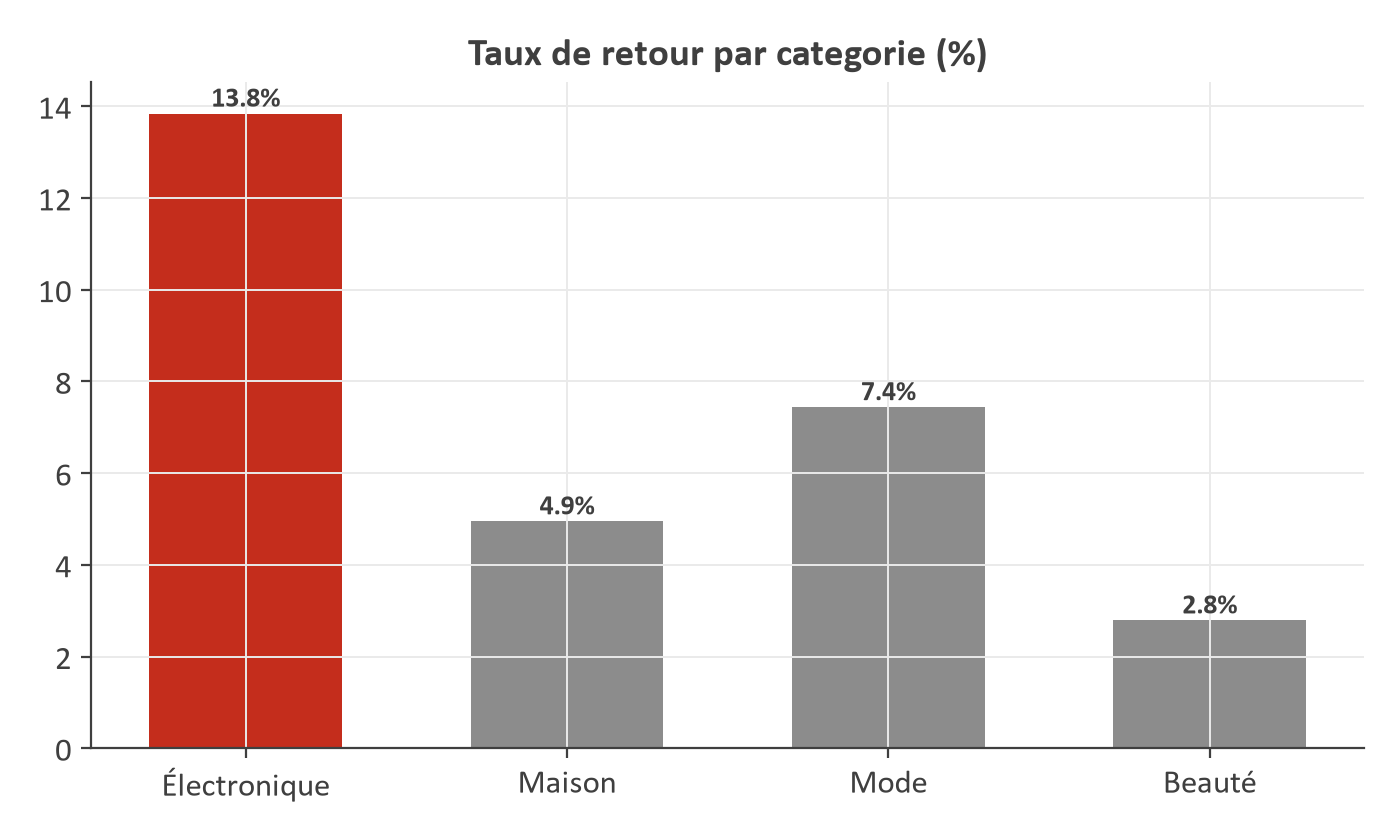 Taux de retour par categorie (%)
14
12
10
8
6
4
2
0
13.8%
4.9%
7.4%
2.8%
Électronique
Maison
Mode
Beauté